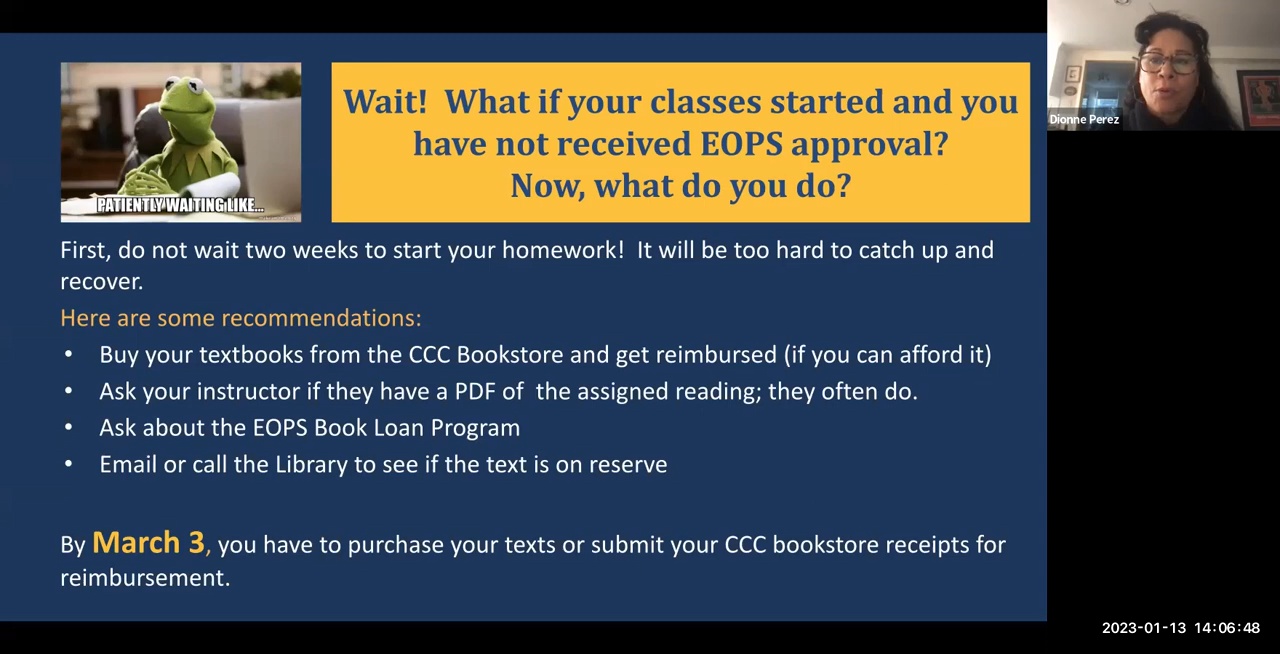 Wait!  What if your classes started and you
have not received EOPS approval?
Now, what do you do?
PATIENTLY WAITING LIKE...
Dionne Perez
First, do not wait two weeks to start your homework!  It will be too hard to catch up and
recover.
Here are some recommendations:
• Buy your textbooks from the CCC Bookstore and get reimbursed (if you can afford it)
• Ask your instructor if they have a PDF of  the assigned reading; they often do.
• Ask about the EOPS Book Loan Program
• Email or call the Library to see if the text is on reserve
By March 3, you have to purchase your texts or submit your CCC bookstore receipts for
reimbursement.
2023-01-13 14:06:48